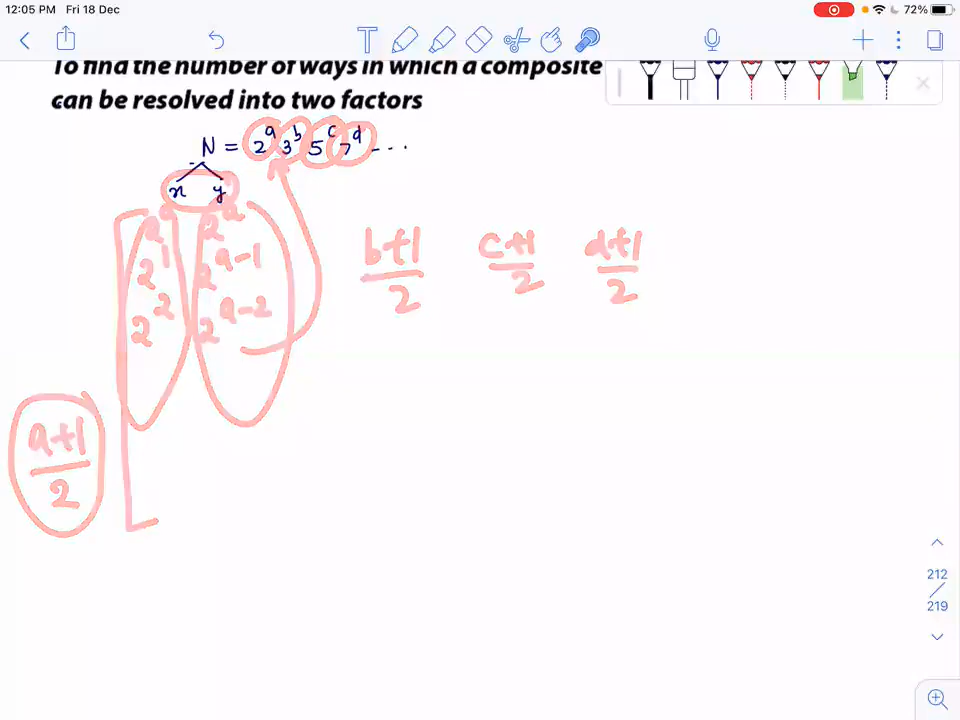 12:05 PM Fri 18 Dec
72%
To find the number of ways in which a composite
can be resolved into two factors
N = 2^a 3^b 5^c 7^d ...
x y
2^a
2^1 2^{a-1}
2^2 2^{a-2}
b+1/2 c+1/2 d+1/2
a+1/2
212
/
219